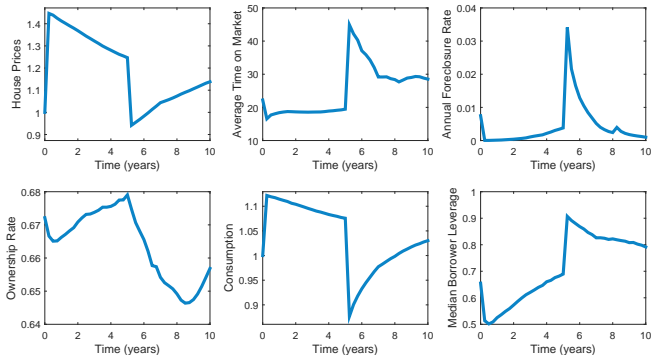 House Prices
1.4
1.3
1.2
1.1
1
0.9
0 2 4 6 8 10
Time (years)
Average Time on Market
50
40
30
20
10
0 2 4 6 8 10
Time (years)
Annual Foreclosure Rate
0.04
0.03
0.02
0.01
0
0 2 4 6 8 10
Time (years)
Ownership Rate
0.68
0.67
0.66
0.65
0.64
0 2 4 6 8 10
Time (years)
Consumption
1.1
1.05
1
0.95
0.9
0 2 4 6 8 10
Time (years)
Median Borrower Leverage
1
0.9
0.8
0.7
0.6
0.5
0 2 4 6 8 10
Time (years)